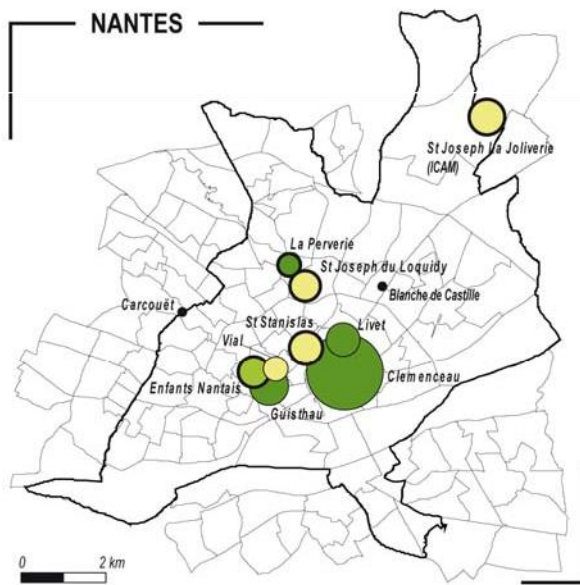 NANTES
St Joseph La Joliverie
(ICAM)
La Perverie
St Joseph du Loquidy
Blanche de Castille
Carcouët
St Stanislas
Livet
Vial
Enfants Nantais
Clemenceau
Guisthau
0 2 km